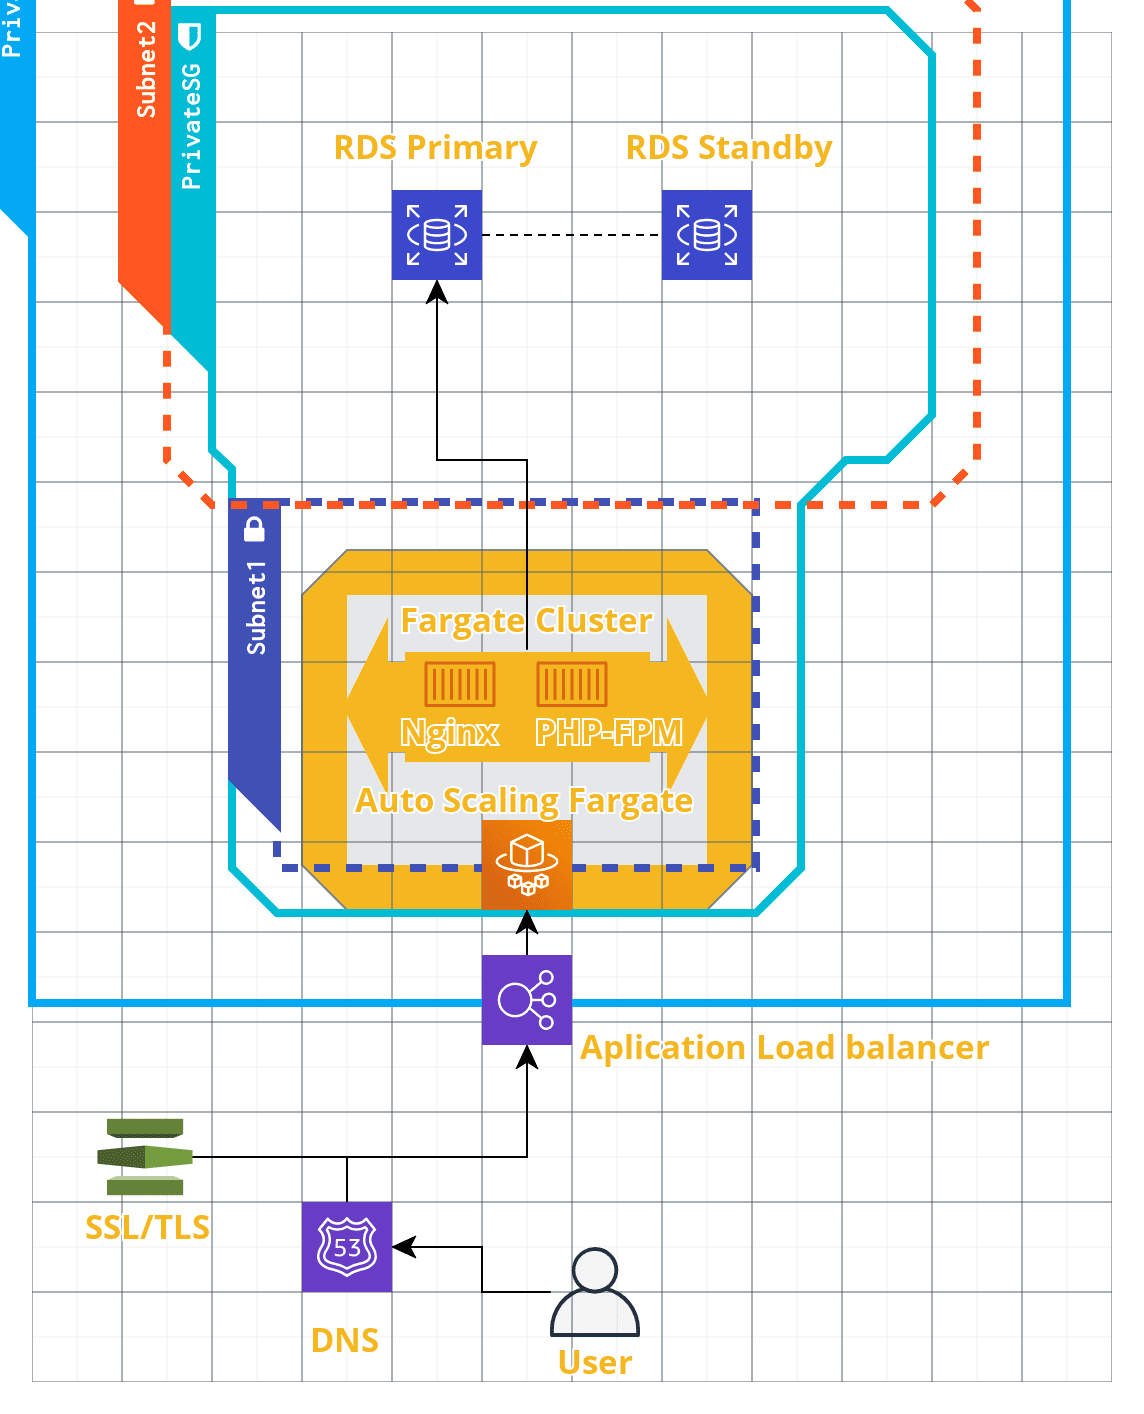 Subnet2
PrivateSG
RDS Primary
RDS Standby
Subnet1
Fargate Cluster
Nginx
PHP-FPM
Auto Scaling Fargate
Aplication Load balancer
SSL/TLS
53
DNS
User